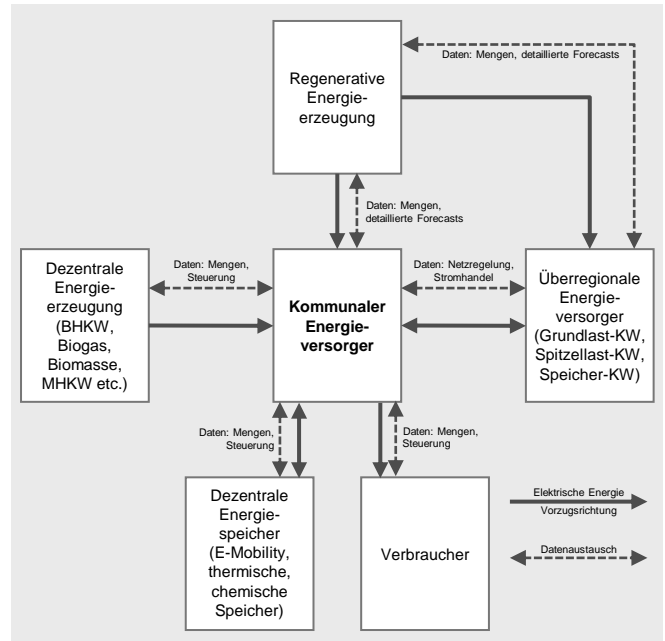 Daten: Mengen, detaillierte Forecasts
Regenerative
Energie-
erzeugung
Daten: Mengen,
detaillierte Forecasts
Dezentrale
Energie-
erzeugung
(BHKW,
Biogas,
Biomasse,
MHKW etc.)
Daten: Mengen,
Steuerung
Kommunaler
Energie-
versorger
Daten: Netzregelung,
Stromhandel
Überregionale
Energie-
versorger
(Grundlast-KW,
Spitzellast-KW,
Speicher-KW)
Daten: Mengen,
Steuerung
Daten: Mengen,
Steuerung
Dezentrale
Energie-
speicher
(E-Mobility,
thermische,
chemische
Speicher)
Verbraucher
Elektrische Energie
Vorzugsrichtung
Datenaustausch